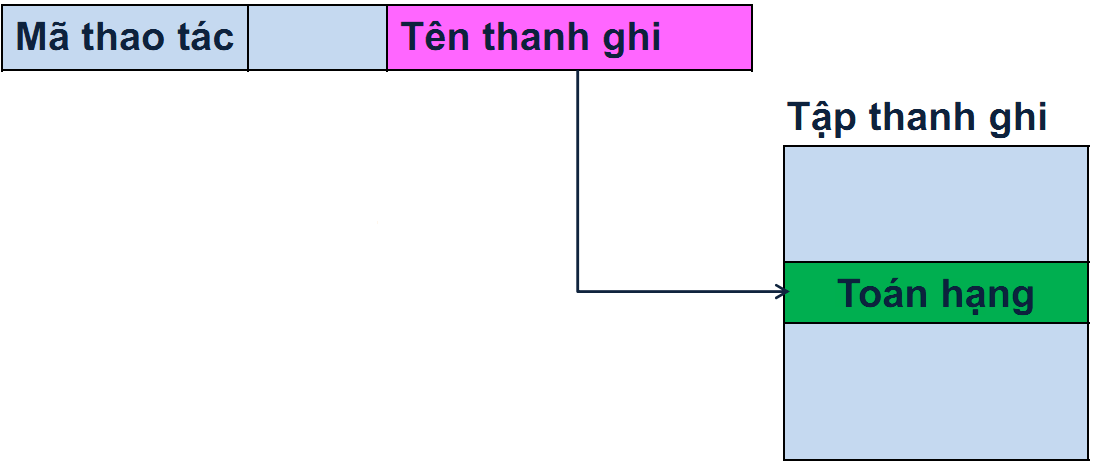 Mã thao tác
Tên thanh ghi
Tập thanh ghi
Toán hạng